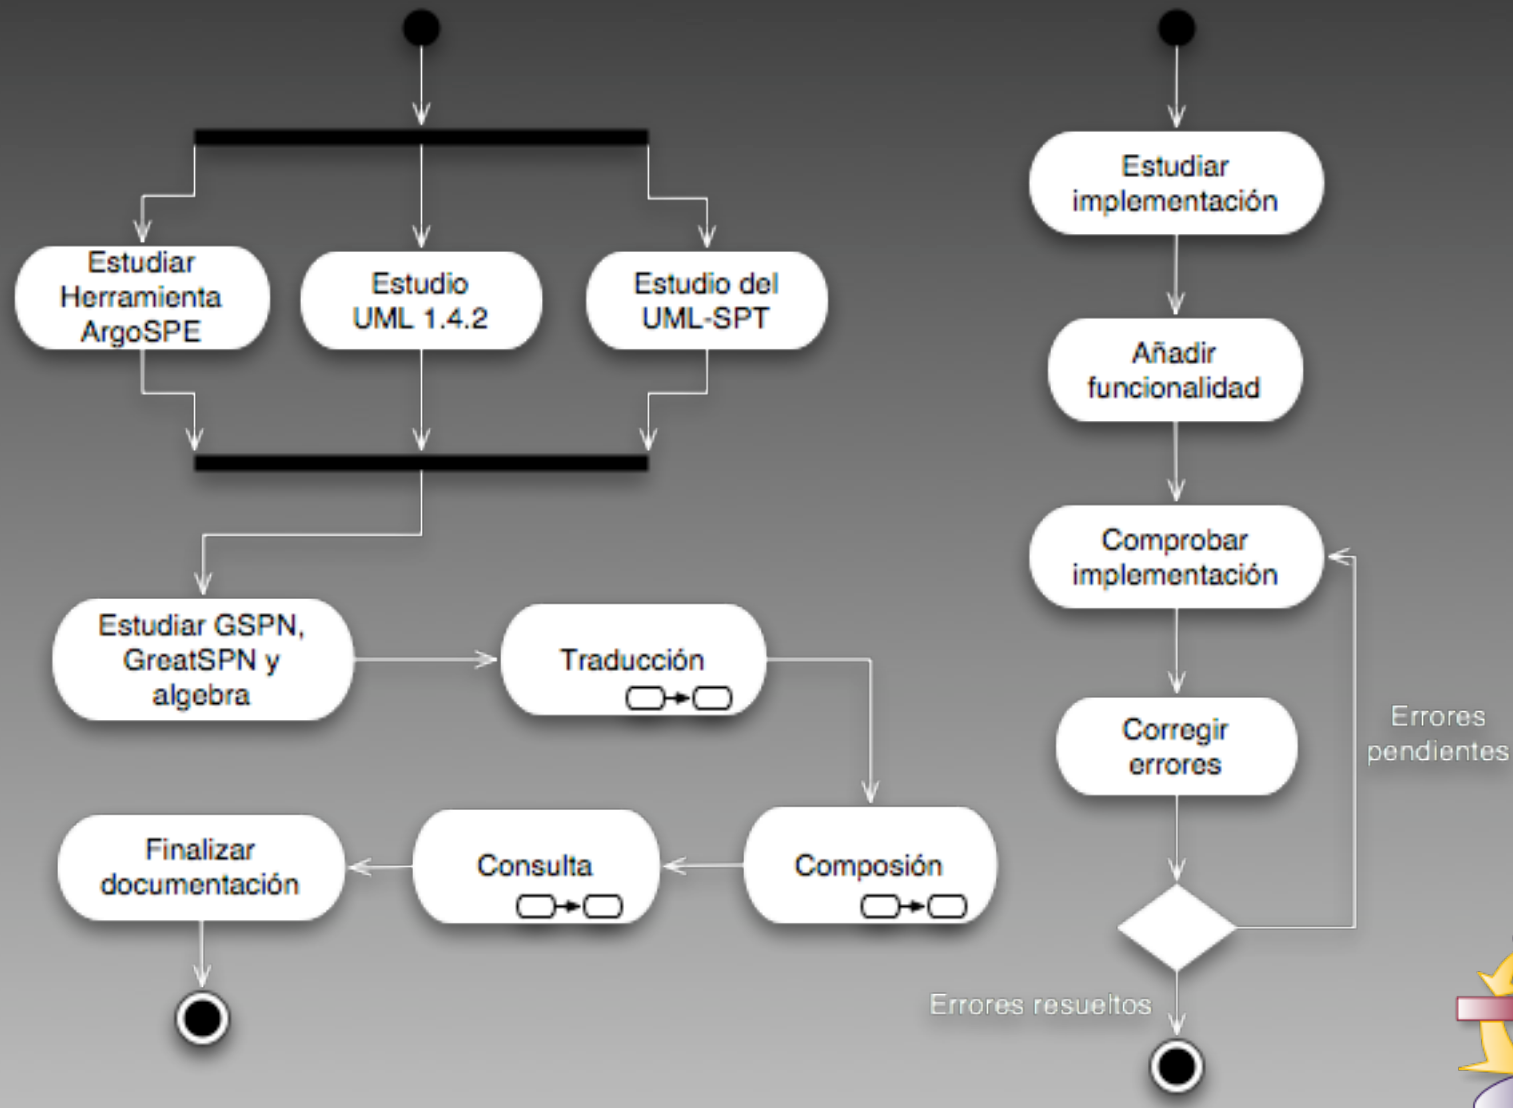 Estudiar
Herramienta
ArgoSPE
Estudio
UML 1.4.2
Estudio del
UML-SPT
Estudiar GSPN,
GreatSPN y
algebra
Traducción
Composión
Consulta
Finalizar
documentación
Estudiar
implementación
Añadir
funcionalidad
Comprobar
implementación
Corregir
errores
Errores
pendientes
Errores resueltos